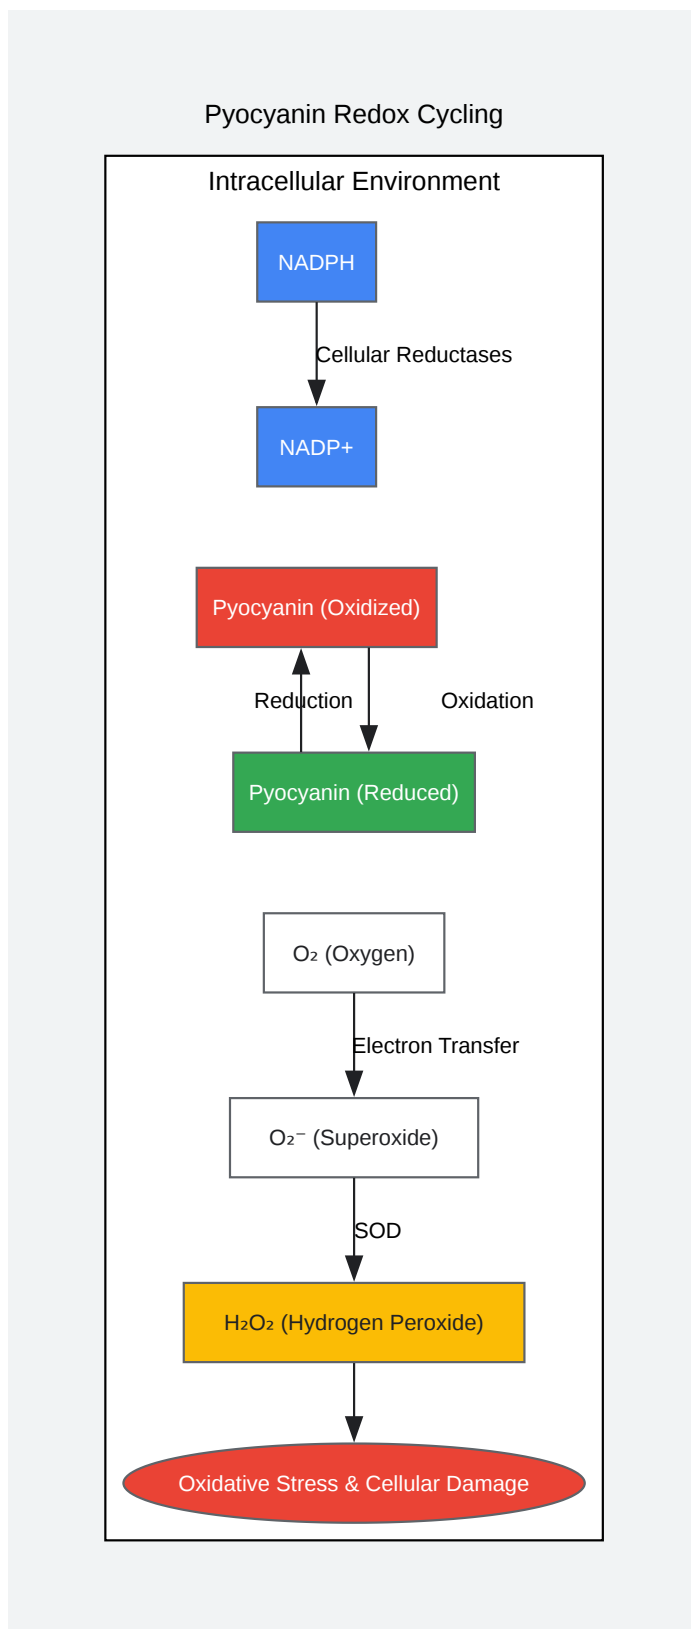 Pyocyanin Redox Cycling
Intracellular Environment
NADPH
Cellular Reductases
NADP+
Pyocyanin (Oxidized)
Reduction
Oxidation
Pyocyanin (Reduced)
O₂ (Oxygen)
Electron Transfer
O₂⁻ (Superoxide)
SOD
H₂O₂ (Hydrogen Peroxide)
Oxidative Stress & Cellular Damage